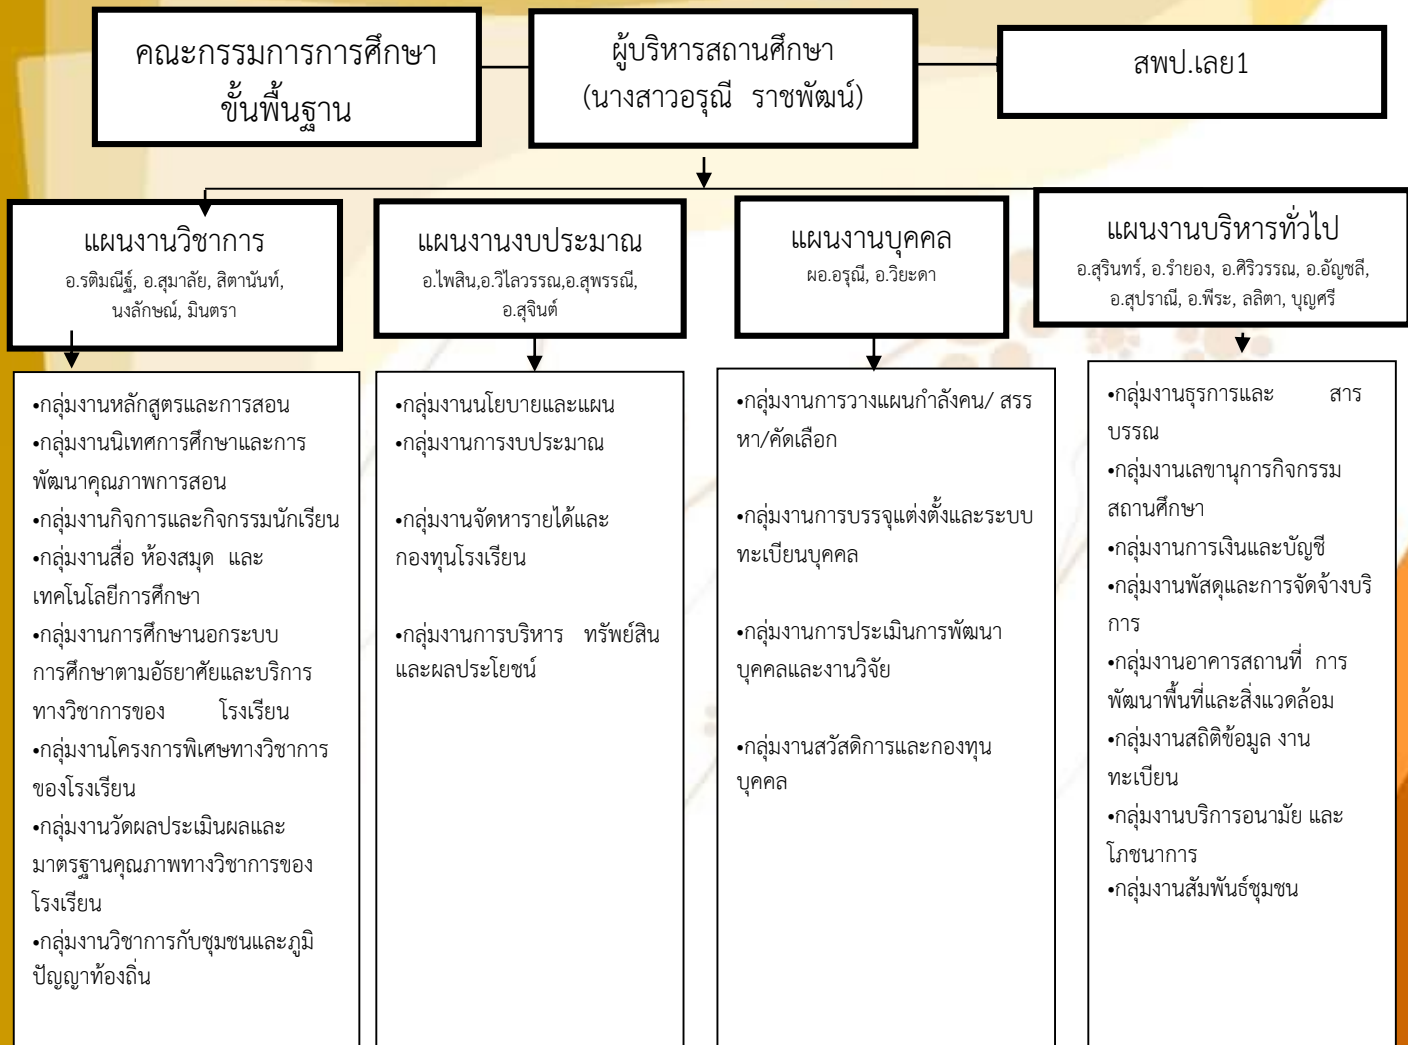 คณะกรรมการการศึกษา
ขั้นพื้นฐาน
ผู้บริหารสถานศึกษา
(นางสาวอรุณี ราชพัฒน์)
สพป.เลย1
แผนงานวิชาการ
อ.รติมณีฐ์, อ.สุมาลัย, สิตานันท์,
นงลักษณ์, มินตรา
แผนงานงบประมาณ
อ.ไพสิน,อ.วิไลวรรณ,อ.สุพรรณี,
อ.สุจินต์
แผนงานบุคคล
ผอ.อรุณี, อ.วิยะดา
แผนงานบริหารทั่วไป
อ.สุรินทร์, อ.รำยอง, อ.ศิริวรรณ, อ.อัญชลี,
อ.สุปราณี, อ.พีระ, ลลิตา, บุญศรี
•กลุ่มงานหลักสูตรและการสอน
•กลุ่มงานนิเทศการศึกษาและการ
พัฒนาคุณภาพการสอน
•กลุ่มงานกิจการและกิจกรรมนักเรียน
•กลุ่มงานสื่อ ห้องสมุด และ
เทคโนโลยีการศึกษา
•กลุ่มงานการศึกษานอกระบบ
การศึกษาตามอัธยาศัยและบริการ
ทางวิชาการของ โรงเรียน
•กลุ่มงานโครงการพิเศษทางวิชาการ
ของโรงเรียน
•กลุ่มงานวัดผลประเมินผลและ
มาตรฐานคุณภาพทางวิชาการของ
โรงเรียน
•กลุ่มงานวิชาการกับชุมชนและภูมิ
ปัญญาท้องถิ่น
•กลุ่มงานนโยบายและแผน
•กลุ่มงานการงบประมาณ
•กลุ่มงานจัดหารายได้และ
กองทุนโรงเรียน
•กลุ่มงานการบริหาร ทรัพย์สิน
และผลประโยชน์
•กลุ่มงานการวางแผนกำลังคน/ สรร
หา/คัดเลือก
•กลุ่มงานการบรรจุแต่งตั้งและระบบ
ทะเบียนบุคคล
•กลุ่มงานการประเมินการพัฒนา
บุคคลและงานวิจัย
•กลุ่มงานสวัสดิการและกองทุน
บุคคล
•กลุ่มงานธุรการและ สาร
บรรณ
•กลุ่มงานเลขานุการกิจกรรม
สถานศึกษา
•กลุ่มงานการเงินและบัญชี
•กลุ่มงานพัสดุและการจัดจ้างบริ
การ
•กลุ่มงานอาคารสถานที่ การ
พัฒนาพื้นที่และสิ่งแวดล้อม
•กลุ่มงานสถิติข้อมูล งาน
ทะเบียน
•กลุ่มงานบริการอนามัย และ
โภชนาการ
•กลุ่มงานสัมพันธ์ชุมชน